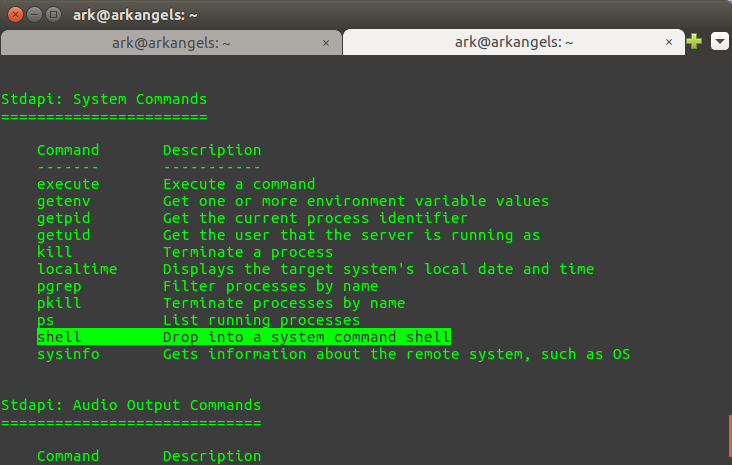 ark@arkangels: ~
ark@arkangels: ~ × ark@arkangels: ~ ×
Stdapi: System Commands
=======================
Command Description
------- -----------
execute Execute a command
getenv Get one or more environment variable values
getpid Get the current process identifier
getuid Get the user that the server is running as
kill Terminate a process
localtime Displays the target system's local date and time
pgrep Filter processes by name
pkill Terminate processes by name
ps List running processes
shell Drop into a system command shell
sysinfo Gets information about the remote system, such as OS
Stdapi: Audio Output Commands
=============================
Command Description